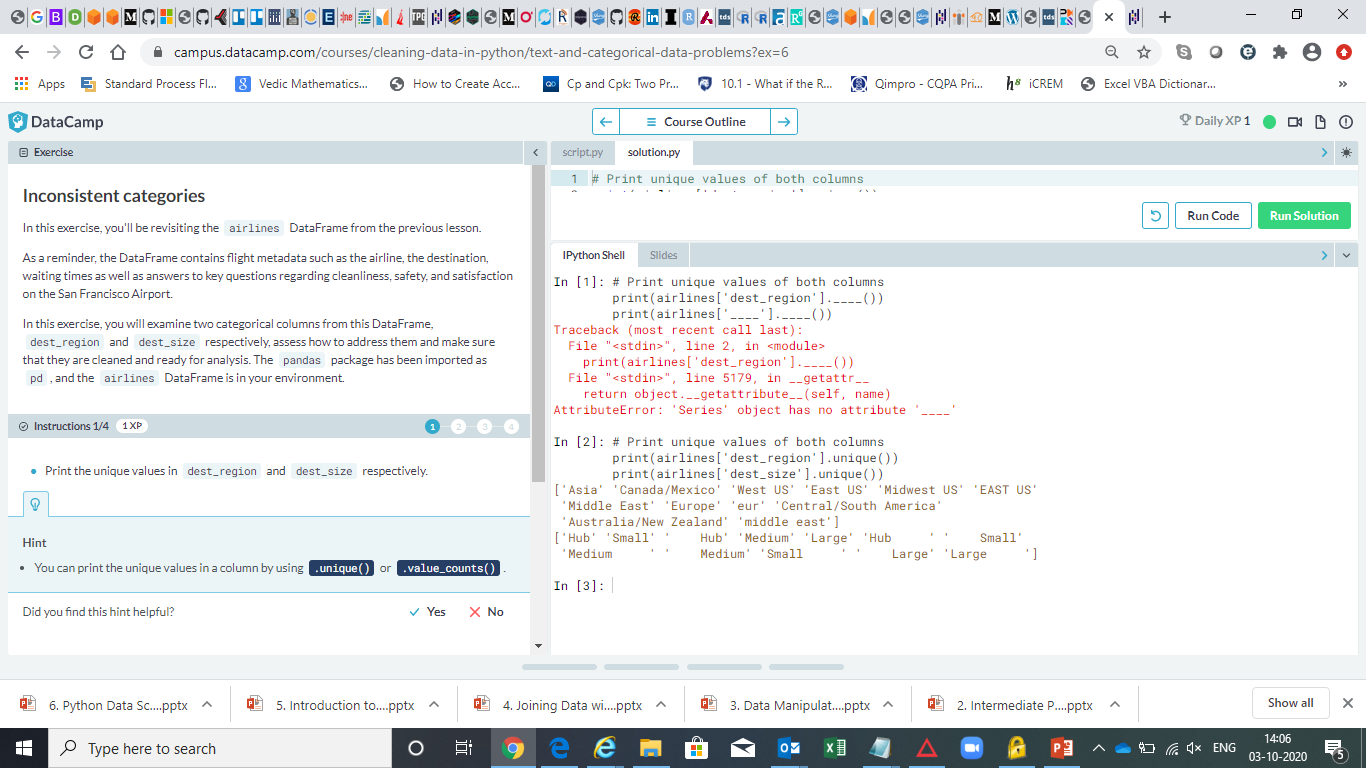 campus.datacamp.com/courses/cleaning-data-in-python/text-and-categorical-data-problems?ex=6
Apps
Standard Process Fl...
Vedic Mathematics...
How to Create Acc...
Cp and Cpk: Two Pr...
10.1 - What if the R...
Qimpro - CQPA Pri...
iCREM
Excel VBA Dictionar...
»
DataCamp
Course Outline
Daily XP 1
Exercise
script.py
solution.py
Inconsistent categories
In this exercise, you'll be revisiting the airlines DataFrame from the previous lesson.
As a reminder, the DataFrame contains flight metadata such as the airline, the destination,
waiting times as well as answers to key questions regarding cleanliness, safety, and satisfaction
on the San Francisco Airport.
In this exercise, you will examine two categorical columns from this DataFrame,
dest_region and dest_size respectively, assess how to address them and make sure
that they are cleaned and ready for analysis. The pandas package has been imported as
pd , and the airlines DataFrame is in your environment.
Instructions 1/4 1 XP
1 2 3 4
Print the unique values in dest_region and dest_size respectively.
Hint
You can print the unique values in a column by using .unique() or .value_counts() .
Did you find this hint helpful? Yes No
1 # Print unique values of both columns
Run Code
Run Solution
IPython Shell
Slides
In [1]: # Print unique values of both columns
print(airlines['dest_region'].____())
print(airlines['____'].____())
Traceback (most recent call last):
File "<stdin>", line 2, in <module>
print(airlines['dest_region'].____())
File "<stdin>", line 5179, in __getattr__
return object.__getattribute__(self, name)
AttributeError: 'Series' object has no attribute '____'
In [2]: # Print unique values of both columns
print(airlines['dest_region'].unique())
print(airlines['dest_size'].unique())
['Asia' 'Canada/Mexico' 'West US' 'East US' 'Midwest US' 'EAST US'
'Middle East' 'Europe' 'eur' 'Central/South America'
'Australia/New Zealand' 'middle east']
['Hub' 'Small' '    Hub' 'Medium' 'Large' 'Hub     ' '    Small'
'Medium     ' '    Medium' 'Small     ' '    Large' 'Large     ']
In [3]:
6. Python Data Sc....pptx
5. Introduction to....pptx
4. Joining Data wi....pptx
3. Data Manipulat....pptx
2. Intermediate P....pptx
Show all
Type here to search
ENG
14:06
03-10-2020
5